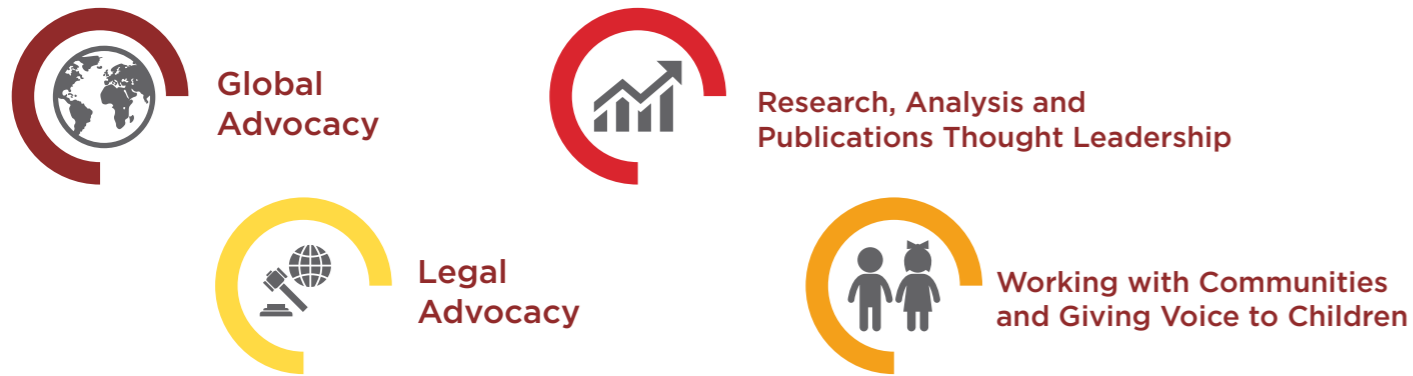 Global
Advocacy
Research, Analysis and
Publications Thought Leadership
Legal
Advocacy
Working with Communities
and Giving Voice to Children